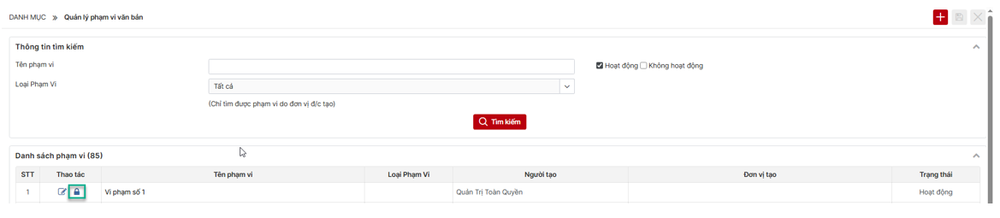 DANH MỤC » Quản lý phạm vi văn bản
Thông tin tìm kiếm
Tên phạm vi
Hoạt động Không hoạt động
Loại Phạm Vi Tất cả
(Chỉ tìm được phạm vi do đơn vị đ/c tạo)
Tìm kiếm
Danh sách phạm vi (85)
STT Thao tác Tên phạm vi Loại Phạm Vi Người tạo Đơn vị tạo Trạng thái
1 Vi phạm số 1 Quản Trị Toàn Quyền Hoạt động